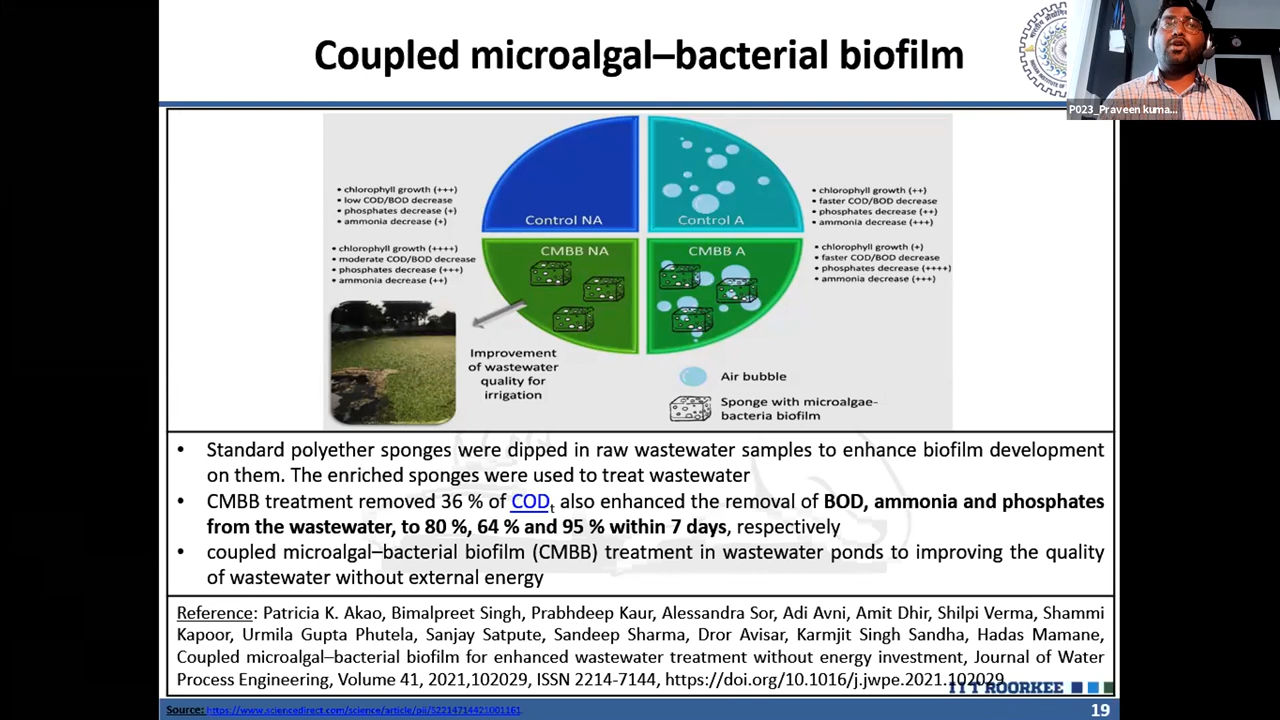 Coupled microalgal–bacterial biofilm
P023_Praveen kuma...
• chlorophyll growth (+++)
• low COD/BOD decrease
• phosphates decrease (+)
• ammonia decrease (+)
Control NA
Control A
• chlorophyll growth (++)
• faster COD/BOD decrease
• phosphates decrease (++)
• ammonia decrease (+++)
• chlorophyll growth (++++)
• moderate COD/BOD decrease
• phosphates decrease (+++)
• ammonia decrease (++)
CMBB NA
CMBB A
• chlorophyll growth (+)
• faster COD/BOD decrease
• phosphates decrease (++++)
• ammonia decrease (+++)
Improvement
of wastewater
quality for
irrigation
Air bubble
Sponge with microalgae-
bacteria biofilm
• Standard polyether sponges were dipped in raw wastewater samples to enhance biofilm development
on them. The enriched sponges were used to treat wastewater
• CMBB treatment removed 36 % of CODt also enhanced the removal of BOD, ammonia and phosphates
from the wastewater, to 80 %, 64 % and 95 % within 7 days, respectively
• coupled microalgal–bacterial biofilm (CMBB) treatment in wastewater ponds to improving the quality
of wastewater without external energy
Reference: Patricia K. Akao, Bimalpreet Singh, Prabhdeep Kaur, Alessandra Sor, Adi Avni, Amit Dhir, Shilpi Verma, Shammi
Kapoor, Urmila Gupta Phutela, Sanjay Satpute, Sandeep Sharma, Dror Avisar, Karmjit Singh Sandha, Hadas Mamane,
Coupled microalgal–bacterial biofilm for enhanced wastewater treatment without energy investment, Journal of Water
Process Engineering, Volume 41, 2021,102029, ISSN 2214-7144, https://doi.org/10.1016/j.jwpe.2021.102029
IIT ROORKEE
Source: https://www.sciencedirect.com/science/article/pii/S2214714421001161.
19